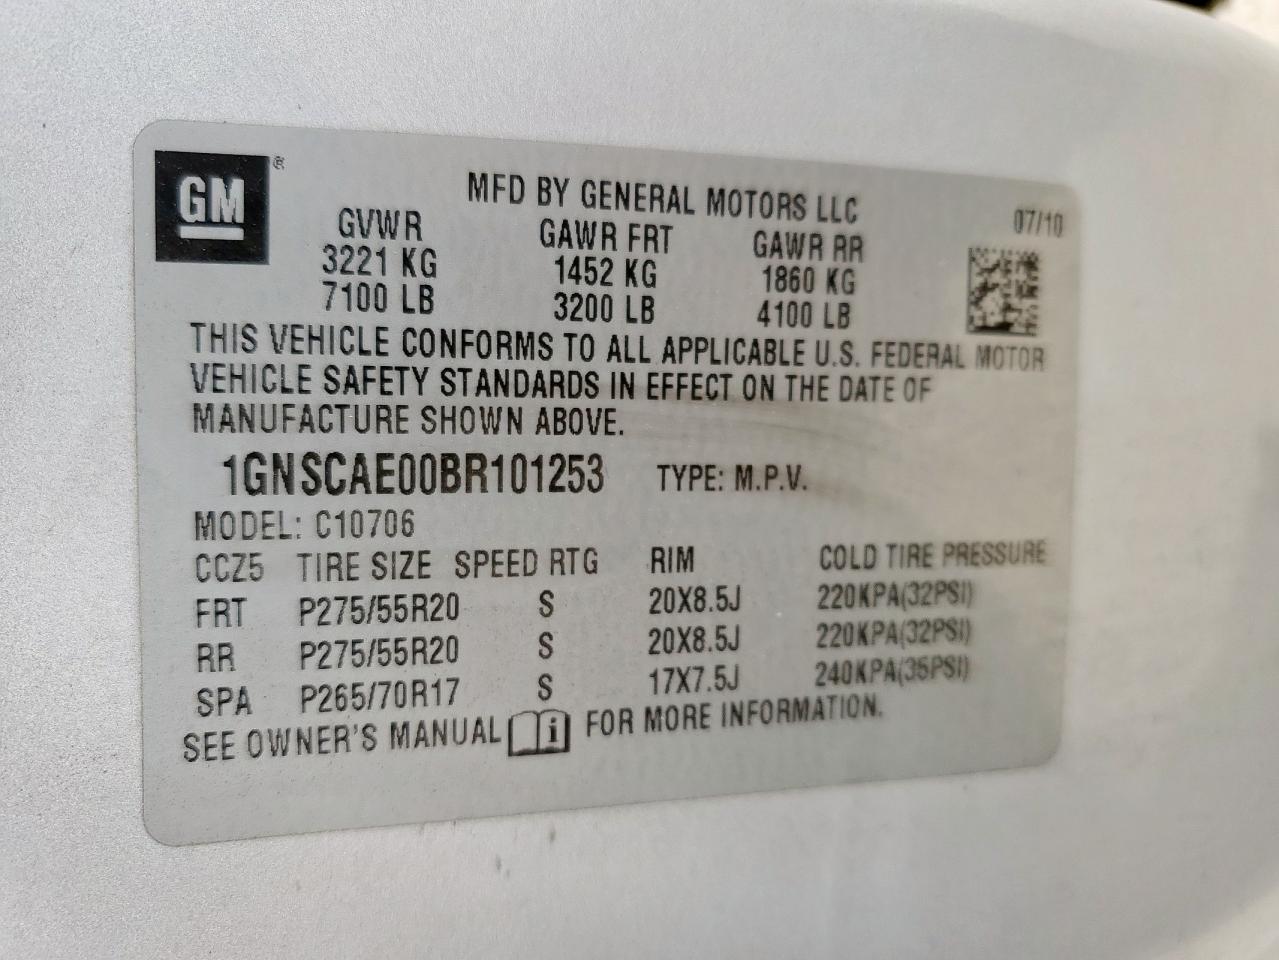 GM®
MFD BY GENERAL MOTORS LLC
07/10
GVWR GAWR FRT GAWR RR
3221 KG 1452 KG 1860 KG
7100 LB 3200 LB 4100 LB
THIS VEHICLE CONFORMS TO ALL APPLICABLE U.S. FEDERAL MOTOR
VEHICLE SAFETY STANDARDS IN EFFECT ON THE DATE OF
MANUFACTURE SHOWN ABOVE.
1GNSCAE00BR101253 TYPE: M.P.V.
MODEL: C10706
CCZ5 TIRE SIZE SPEED RTG RIM COLD TIRE PRESSURE
FRT P275/55R20 S 20X8.5J 220KPA(32PSI)
RR P275/55R20 S 20X8.5J 220KPA(32PSI)
SPA P265/70R17 S 17X7.5J 240KPA(35PSI)
SEE OWNER'S MANUAL i FOR MORE INFORMATION.